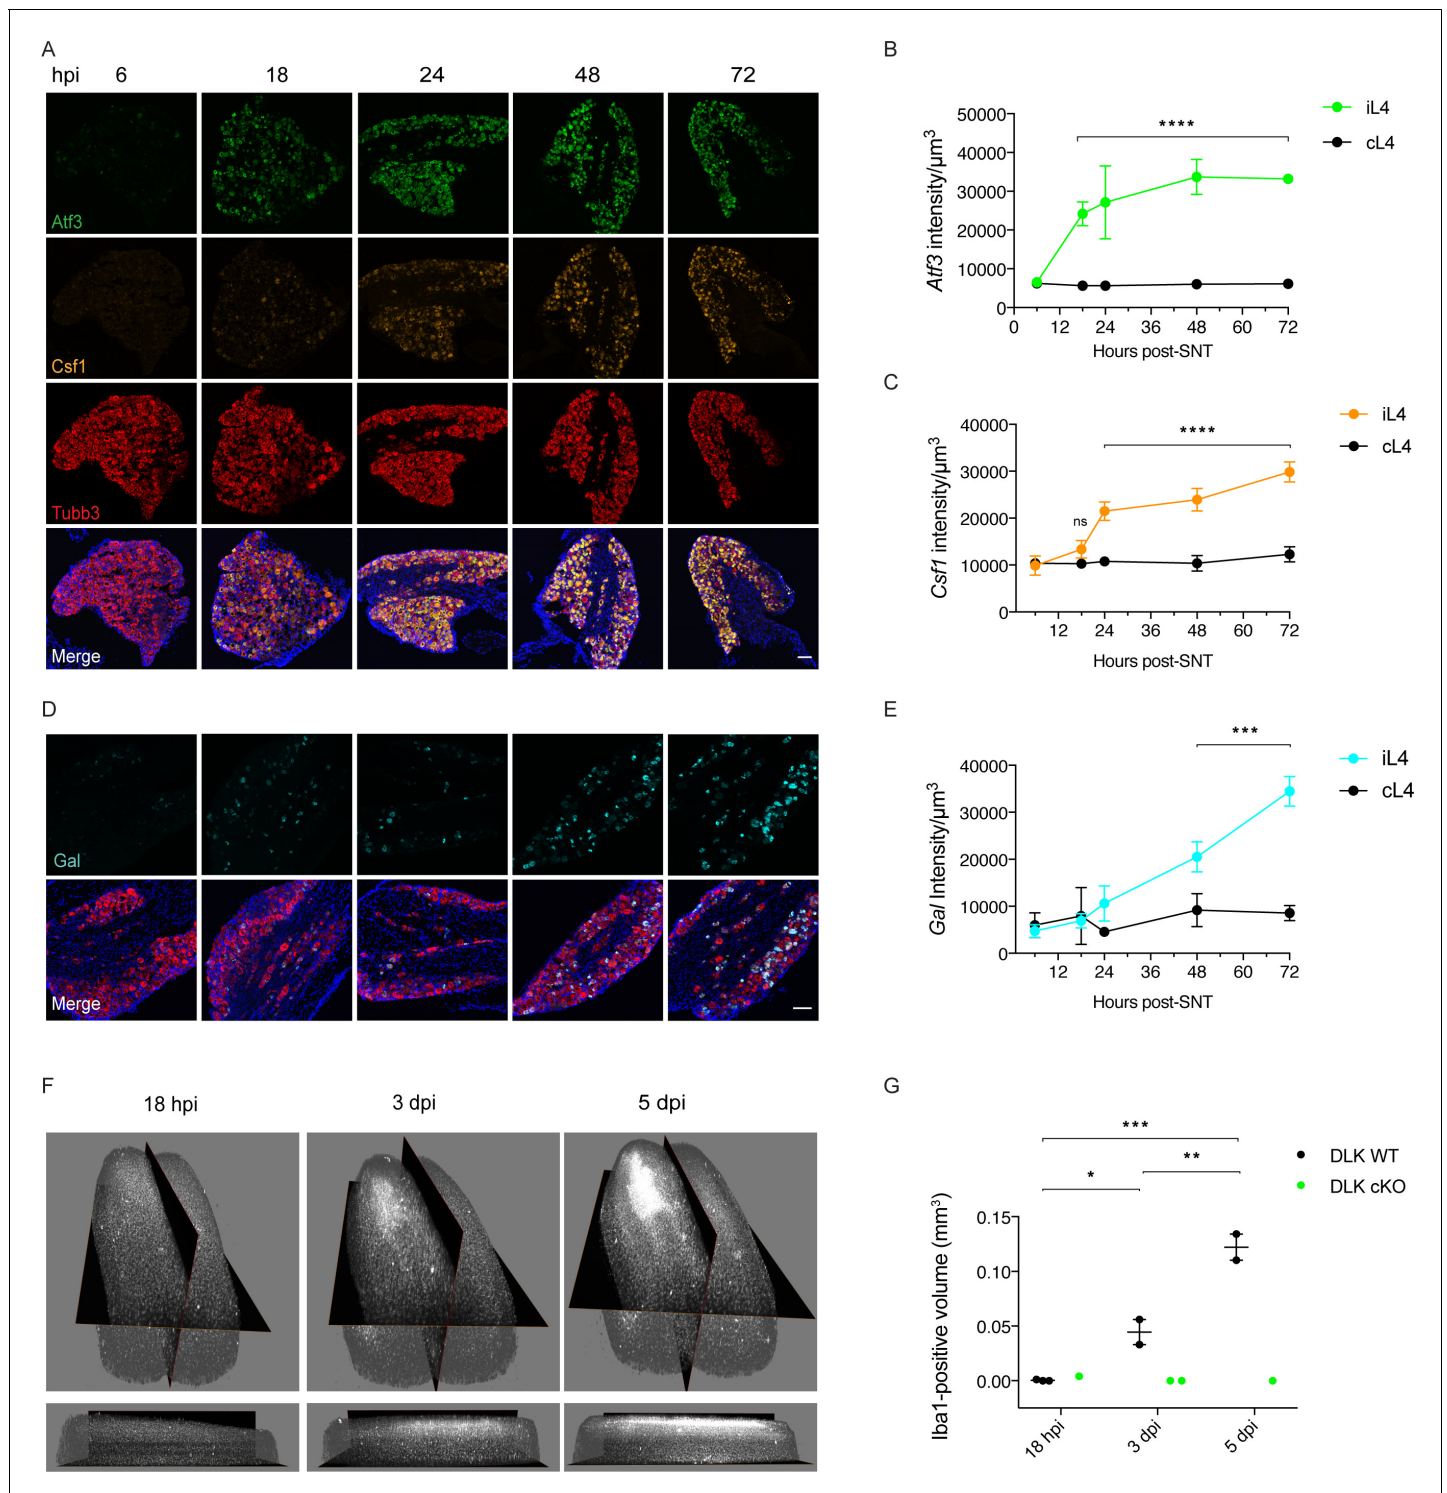 A
hpi 6 18 24 48 72
Atf3
Csf1
Tubb3
Merge
B
50000
40000
30000
20000
10000
0
0 12 24 36 48 60 72
Atf3 intensity/µm³
Hours post-SNT
****
iL4
cL4
C
40000
30000
20000
10000
0
12 24 36 48 60 72
Csf1 intensity/µm³
Hours post-SNT
ns
****
iL4
cL4
D
Gal
Merge
E
40000
30000
20000
10000
0
12 24 36 48 60 72
Gal Intensity/µm³
Hours post-SNT
***
iL4
cL4
F
18 hpi 3 dpi 5 dpi
G
***
* **
DLK WT
DLK cKO
0.15
0.10
0.05
0.00
Iba1-positive volume (mm³)
18 hpi 3 dpi 5 dpi